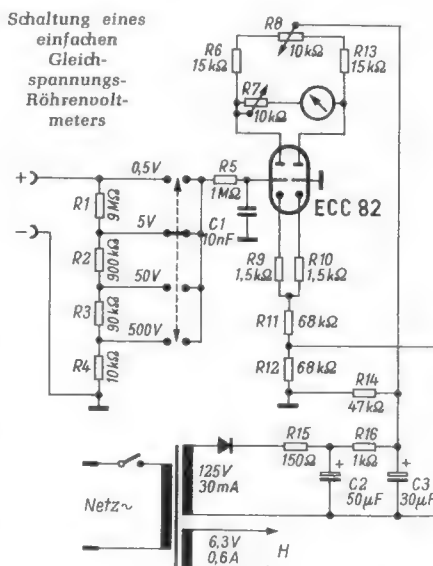 Schaltung eines
einfachen
Gleich-
spannungs-
Röhrenvolt-
meters
R8
10kΩ
R6
15kΩ
R13
15kΩ
R7
10kΩ
+
0,5V
R5
1MΩ
R1
9MΩ
ECC 82
–
5V
C1
10nF
R2
900kΩ
R9
1,5kΩ
R10
1,5kΩ
50V
R3
90kΩ
R11
68kΩ
500V
R4
10kΩ
R12
68kΩ
R14
47kΩ
R15
150Ω
R16
1kΩ
125V
30mA
+
C2
50µF
+
C3
30µF
Netz~
6,3V
0,6A
H